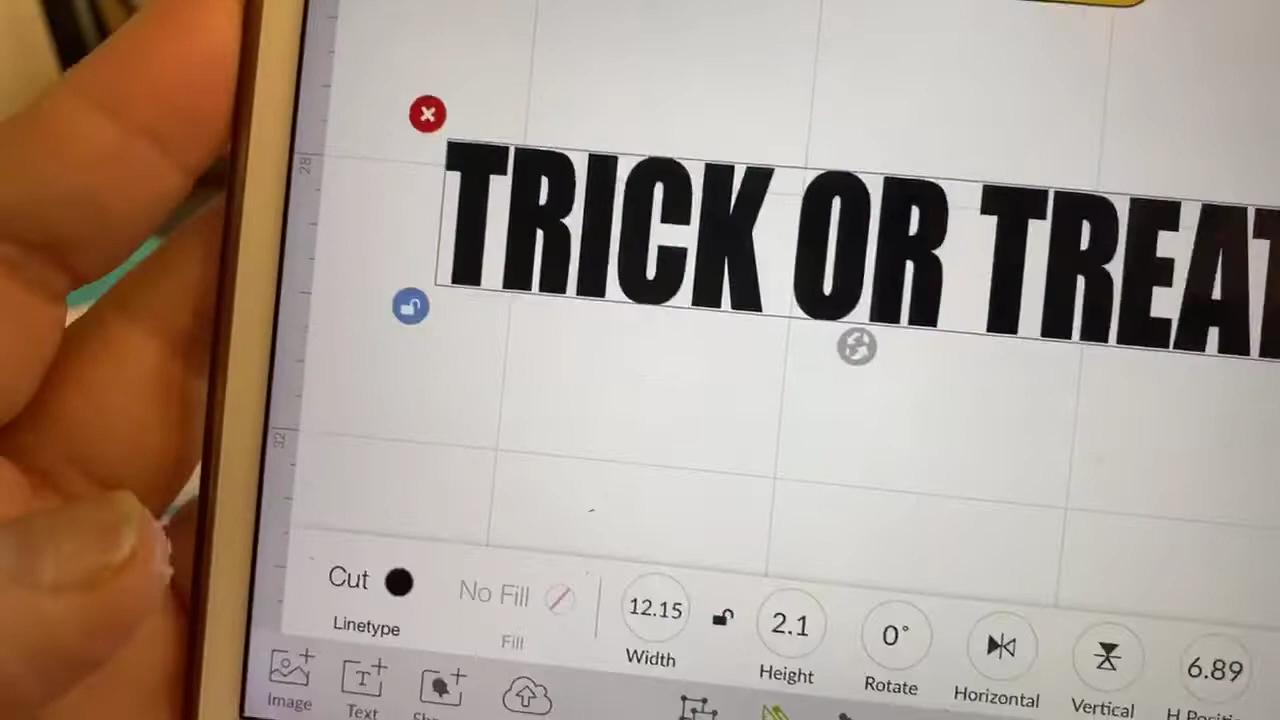 28
TRICK OR TREAT
32
Cut
No Fill
12.15
2.1
0°
6.89
Linetype
Fill
Width
Height
Rotate
Horizontal
Vertical
Image
Text